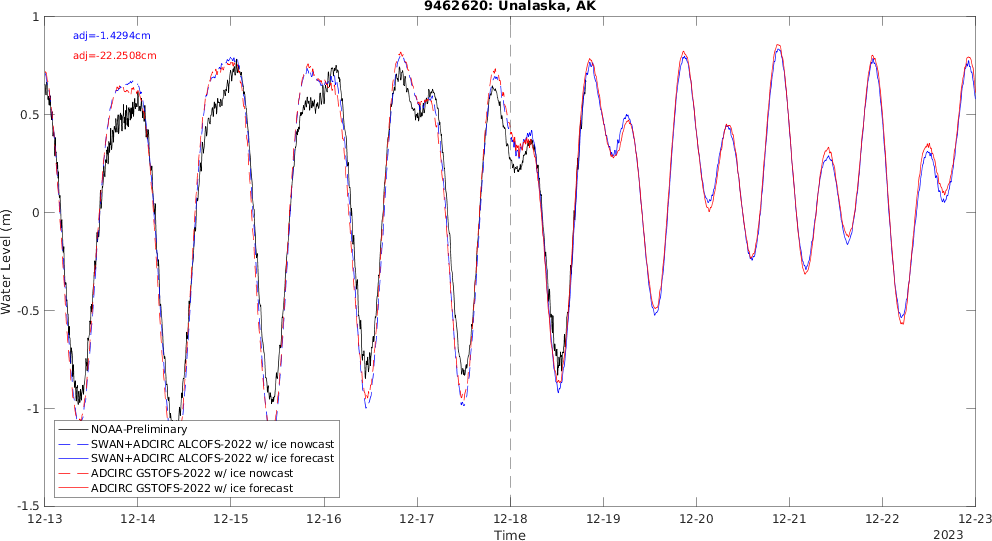 9462620: Unalaska, AK
adj=-1.4294cm
adj=-22.2508cm
Water Level (m)
1
0.5
0
-0.5
-1
-1.5
NOAA-Preliminary
SWAN+ADCIRC ALCOFS-2022 w/ ice nowcast
SWAN+ADCIRC ALCOFS-2022 w/ ice forecast
ADCIRC GSTOFS-2022 w/ ice nowcast
ADCIRC GSTOFS-2022 w/ ice forecast
12-13 12-14 12-15 12-16 12-17 12-18 12-19 12-20 12-21 12-22 12-23
Time
2023